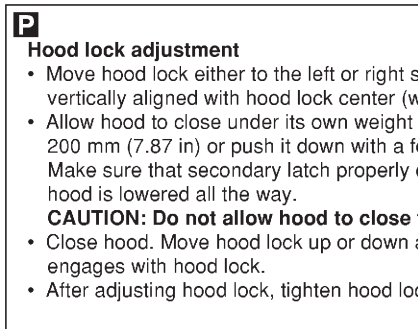 P
Hood lock adjustment
• Move hood lock either to the left or right
vertically aligned with hood lock center
• Allow hood to close under its own weight
200 mm (7.87 in) or push it down with a
Make sure that secondary latch properly
hood is lowered all the way.
CAUTION: Do not allow hood to close
• Close hood. Move hood lock up or down
engages with hood lock.
• After adjusting hood lock, tighten hood